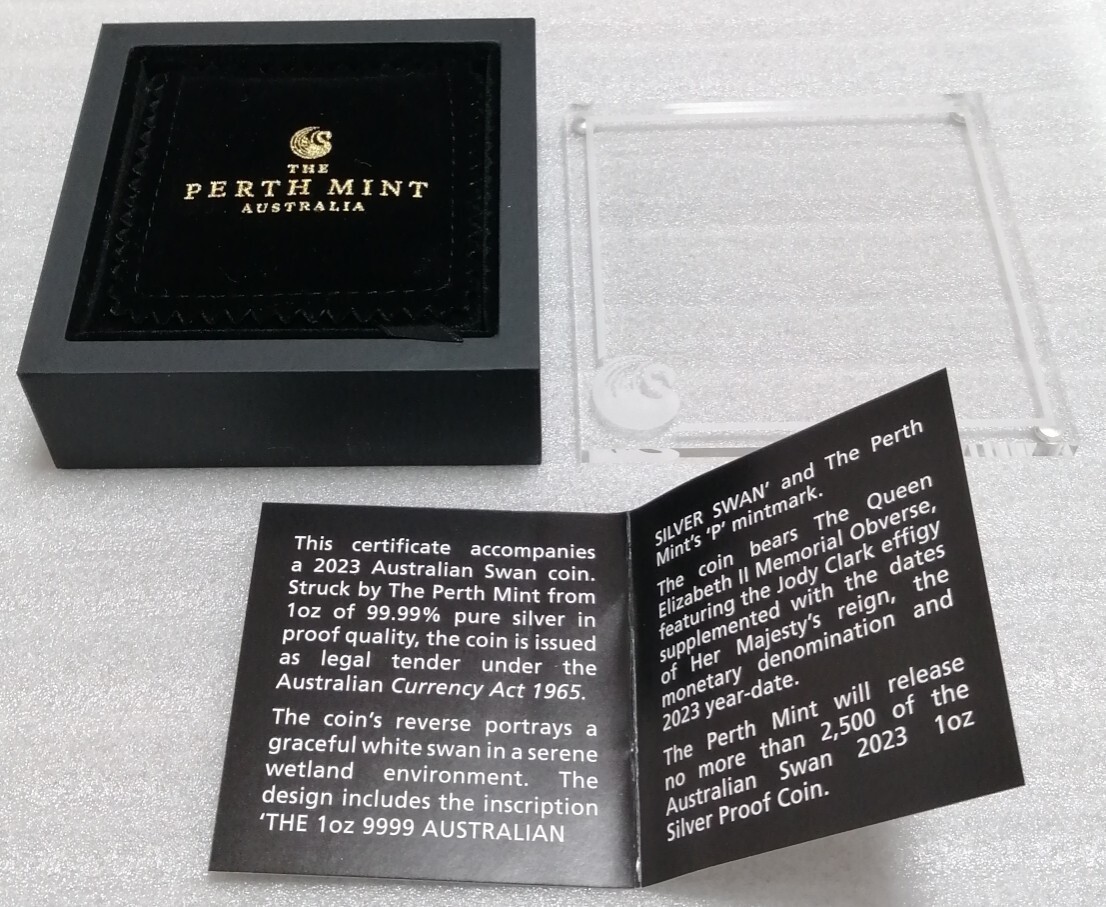 THE
PERTH MINT
AUSTRALIA
This certificate accompanies
a 2023 Australian Swan coin.
Struck by The Perth Mint from
1oz of 99.99% pure silver in
proof quality, the coin is issued
as legal tender under the
Australian Currency Act 1965.
The coin's reverse portrays a
graceful white swan in a serene
wetland environment. The
design includes the inscription
'THE 1oz 9999 AUSTRALIAN
SILVER SWAN' and The Perth
Mint's 'P' mintmark.
The coin bears The Queen
Elizabeth II Memorial Obverse,
featuring the Jody Clark effigy
supplemented with the dates
of Her Majesty's reign, the
monetary denomination and
2023 year-date.
The Perth Mint will release
no more than 2,500 of the
Australian Swan 2023 1oz
Silver Proof Coin.